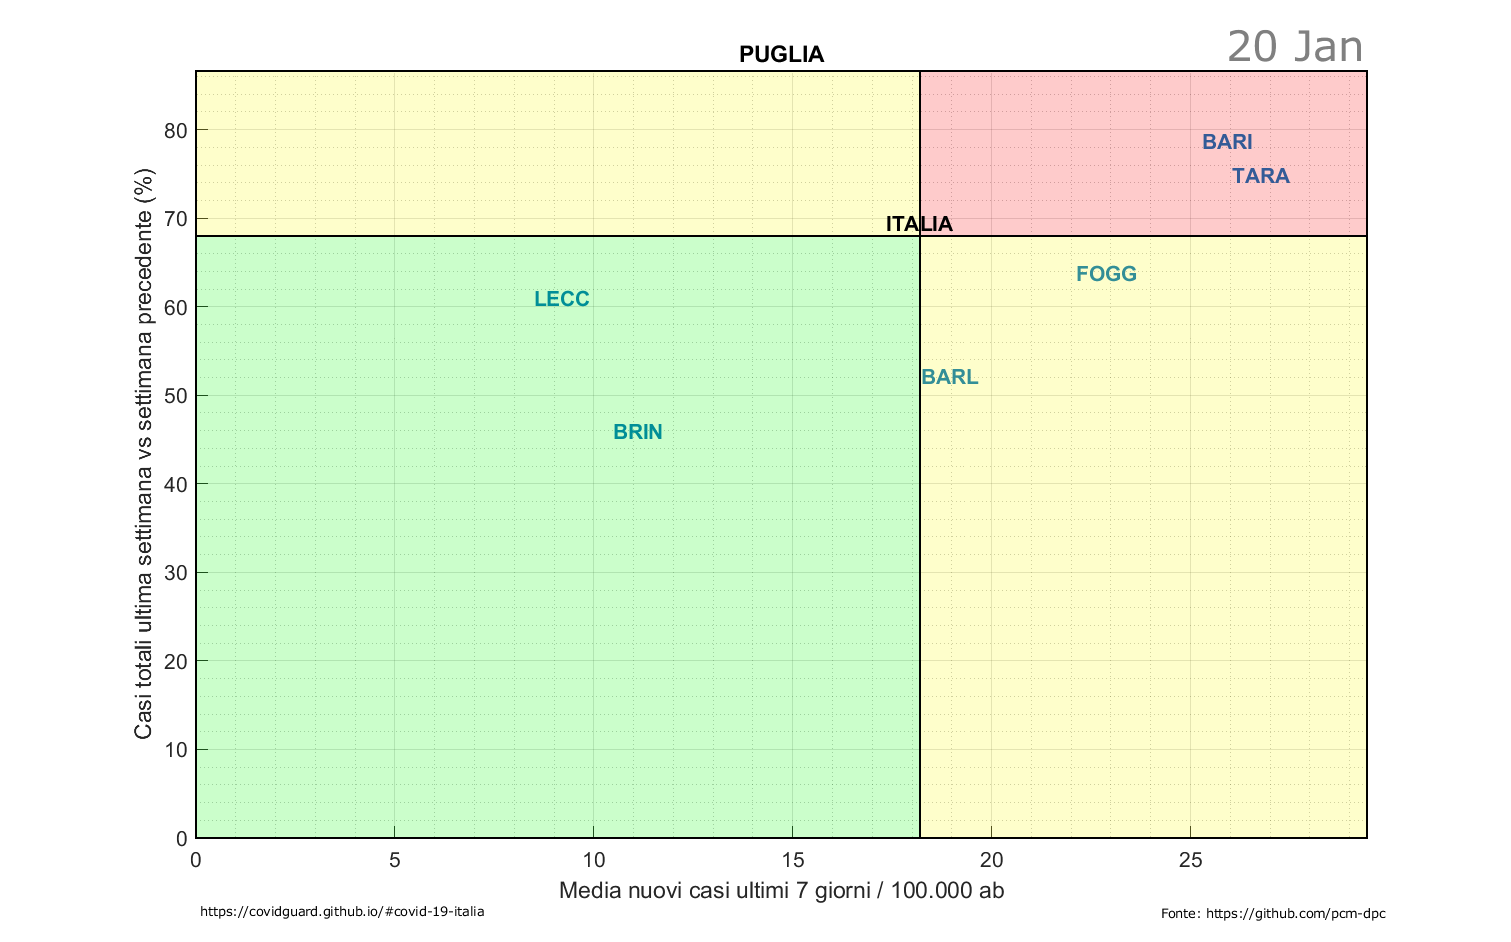 PUGLIA
20 Jan
Casi totali ultima settimana vs settimana precedente (%)
80
70
60
50
40
30
20
10
0
BARI
TARA
ITALIA
FOGG
LECC
BARL
BRIN
0 5 10 15 20 25
Media nuovi casi ultimi 7 giorni / 100.000 ab
https://covidguard.github.io/#covid-19-italia
Fonte: https://github.com/pcm-dpc